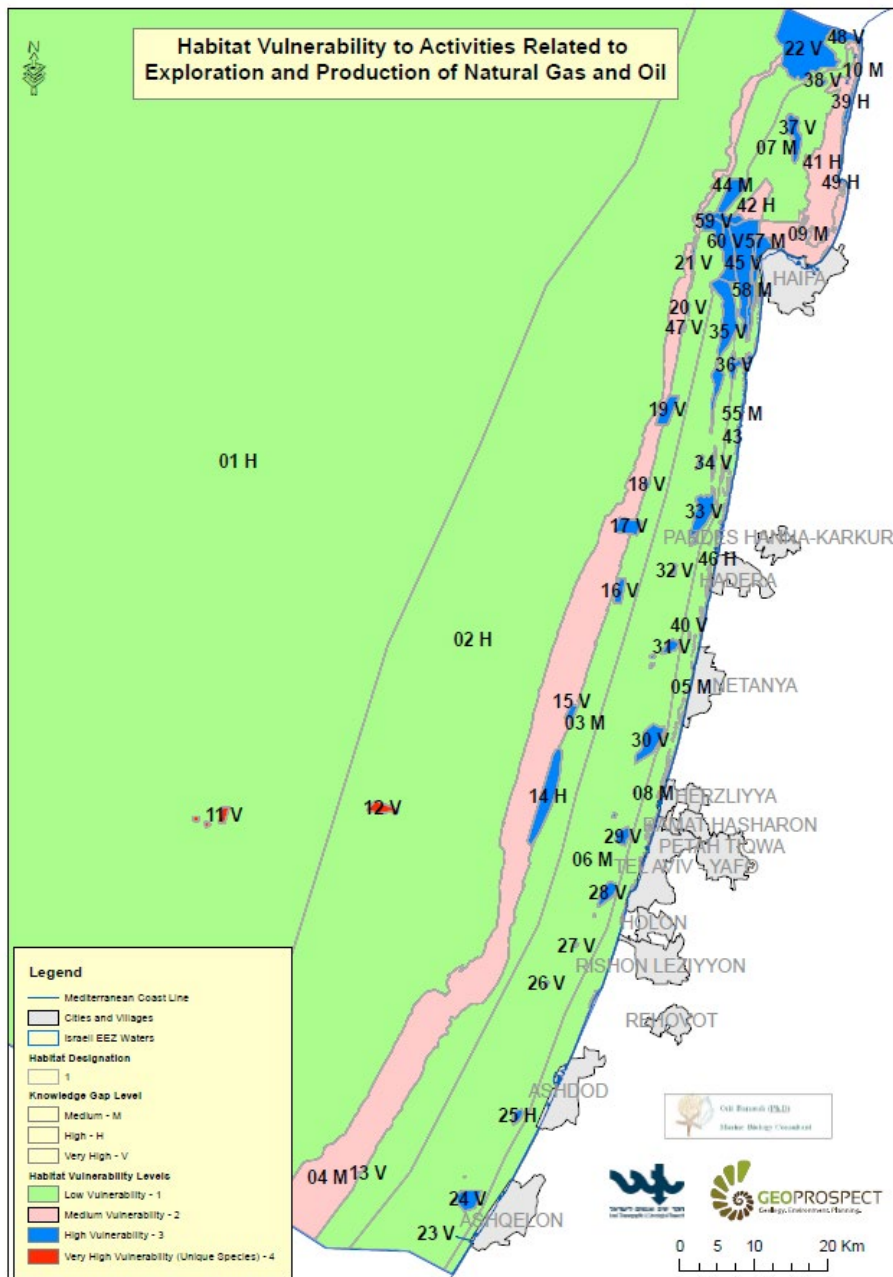 Habitat Vulnerability to Activities Related to
Exploration and Production of Natural Gas and Oil
N
48 V
22 V
10 M
38 V
39 H
37 V
07 M
41 H
49 H
44 M
42 H
59 V
09 M
60 V
57 M
21 V
45 V
HAIFA
58 M
20 V
47 V
35 V
36 V
19 V
55 M
43
01 H
34 V
18 V
33 V
17 V
PARDES HANNA-KARKUR
46 H
32 V
HADERA
16 V
40 V
02 H
31 V
05 M
NETANYA
15 V
03 M
30 V
14 H
08 M
HERZLIYYA
12 V
11 V
RAMAT HASHARON
29 V
PETAH TIQWA
06 M
TEL AVIV - YAFO
28 V
HOLON
27 V
RISHON LEZIYYON
26 V
REHOVOT
ASHDOD
25 H
04 M
13 V
24 V
ASHQELON
23 V
Legend
Mediterranean Coast Line
Cities and Villages
Israeli EEZ Waters
Habitat Designation
1
Knowledge Gap Level
Medium - M
High - H
Very High - V
Habitat Vulnerability Levels
Low Vulnerability - 1
Medium Vulnerability - 2
High Vulnerability - 3
Very High Vulnerability (Unique Species) - 4
(PhD)
Marine Biology Consultant
GEOPROSPECT
Geology. Environment. Planning.
0 5 10 20 Km